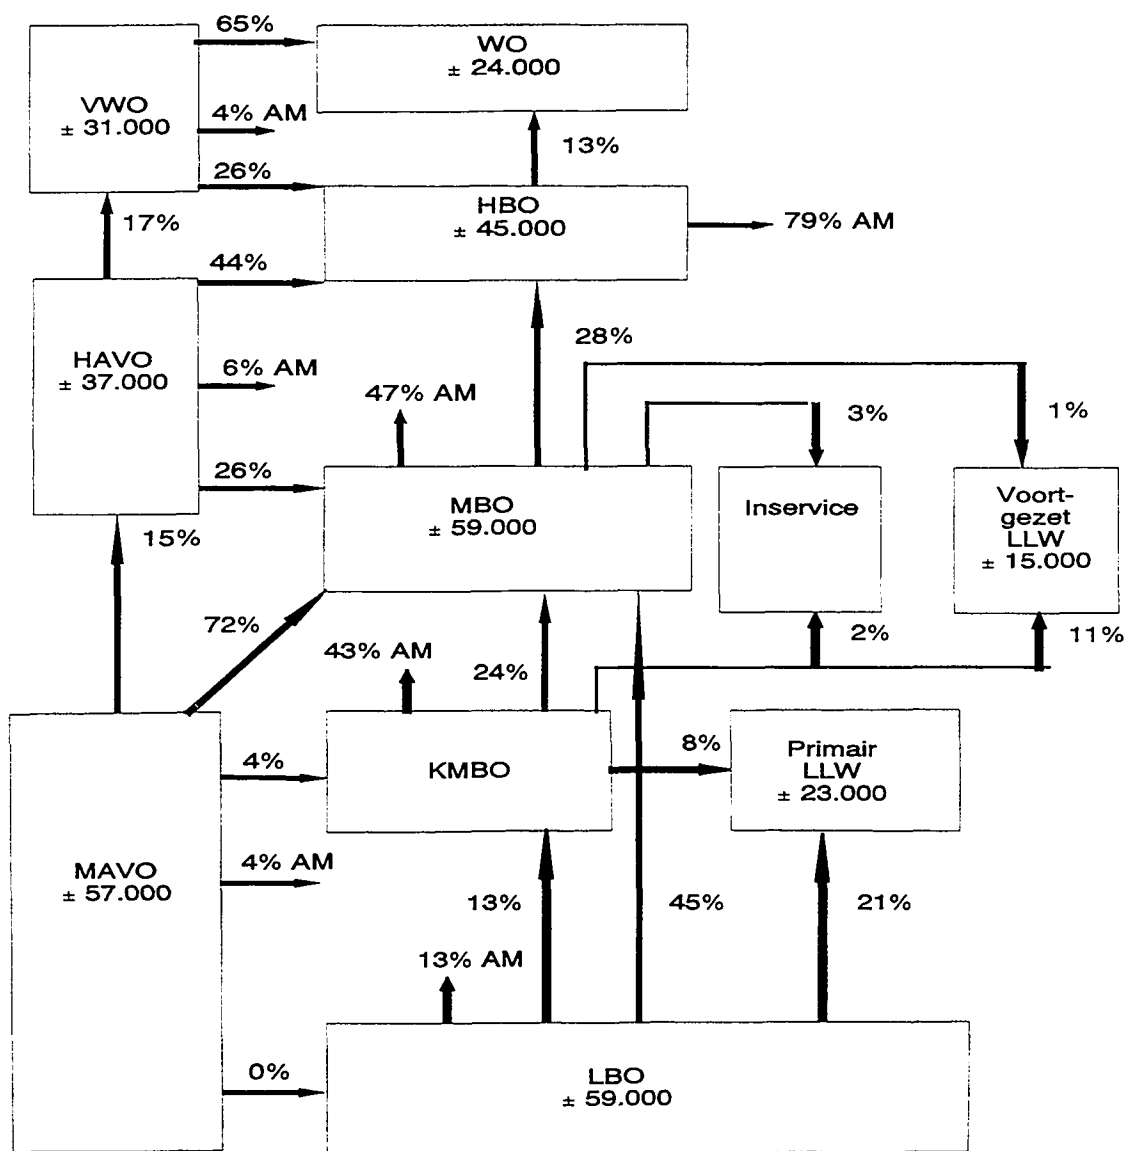 65%
WO
± 24.000
VWO
± 31.000
4% AM
13%
26%
HBO
± 45.000
79% AM
17%
44%
28%
HAVO
± 37.000
6% AM
47% AM
3%
1%
26%
MBO
± 59.000
Inservice
Voort-
gezet
LLW
± 15.000
15%
72%
2%
11%
43% AM
24%
8%
Primair
LLW
± 23.000
4%
KMBO
MAVO
± 57.000
4% AM
13%
45%
21%
13% AM
0%
LBO
± 59.000